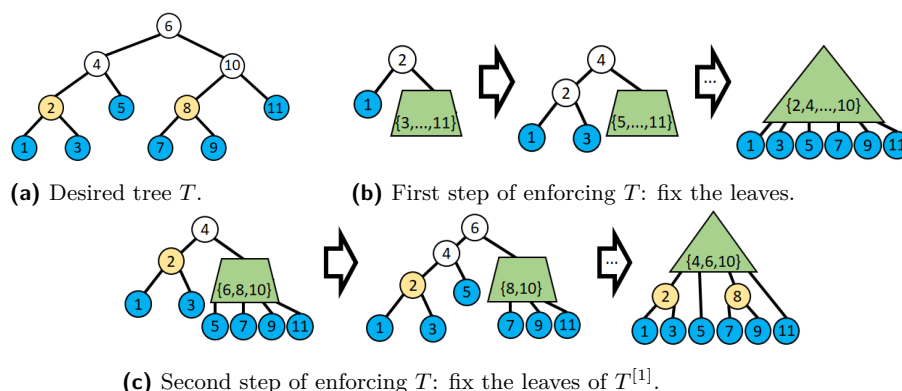 6
4 10
2 5 8 11
1 3 7 9
(a) Desired tree T.
2
1
{3,...,11}
4
2
1 3
{5,...,11}
...
{2,4,...,10}
1 3 5 7 9 11
(b) First step of enforcing T: fix the leaves.
4
2
{6,8,10}
1 3 5 7 9 11
6
4
2 5
{8,10}
1 3 7 9 11
...
{4,6,10}
2 8
1 3 5 7 9 11
(c) Second step of enforcing T: fix the leaves of T^[1].